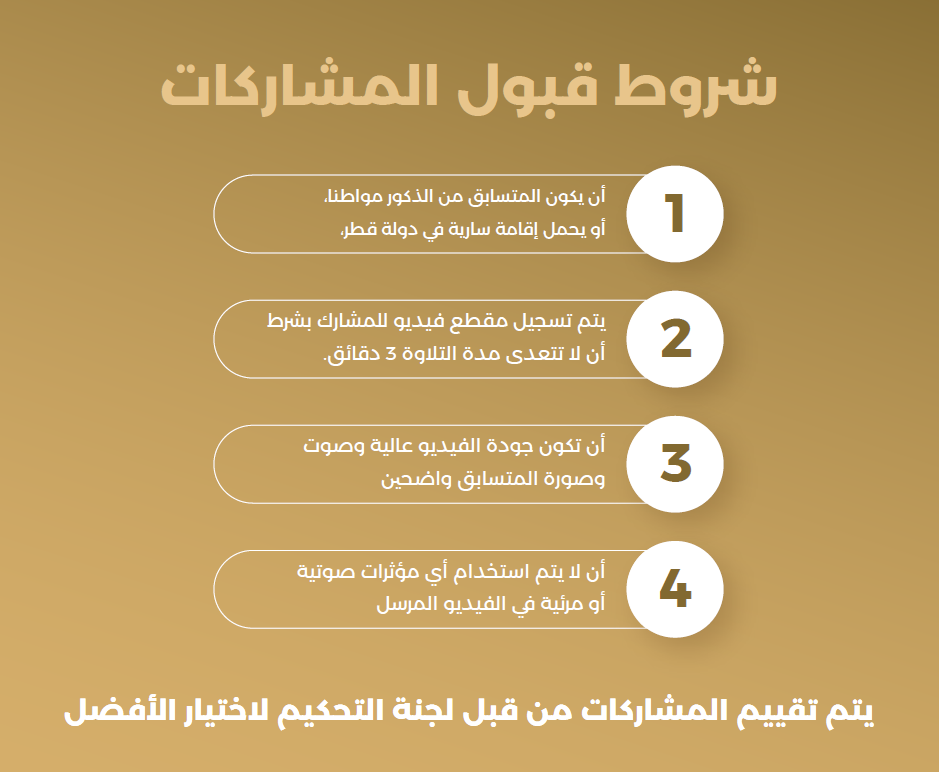 شروط قبول المشاركات
1
أن يكون المتسابق من الذكور مواطنا،
أو يحمل إقامة سارية في دولة قطر،
2
يتم تسجيل مقطع فيديو للمشارك بشرط
أن لا تتعدى مدة التلاوة 3 دقائق.
3
أن تكون جودة الفيديو عالية وصوت
وصورة المتسابق واضحين
4
أن لا يتم استخدام أي مؤثرات صوتية
أو مرئية في الفيديو المرسل
يتم تقييم المشاركات من قبل لجنة التحكيم لاختيار الأفضل